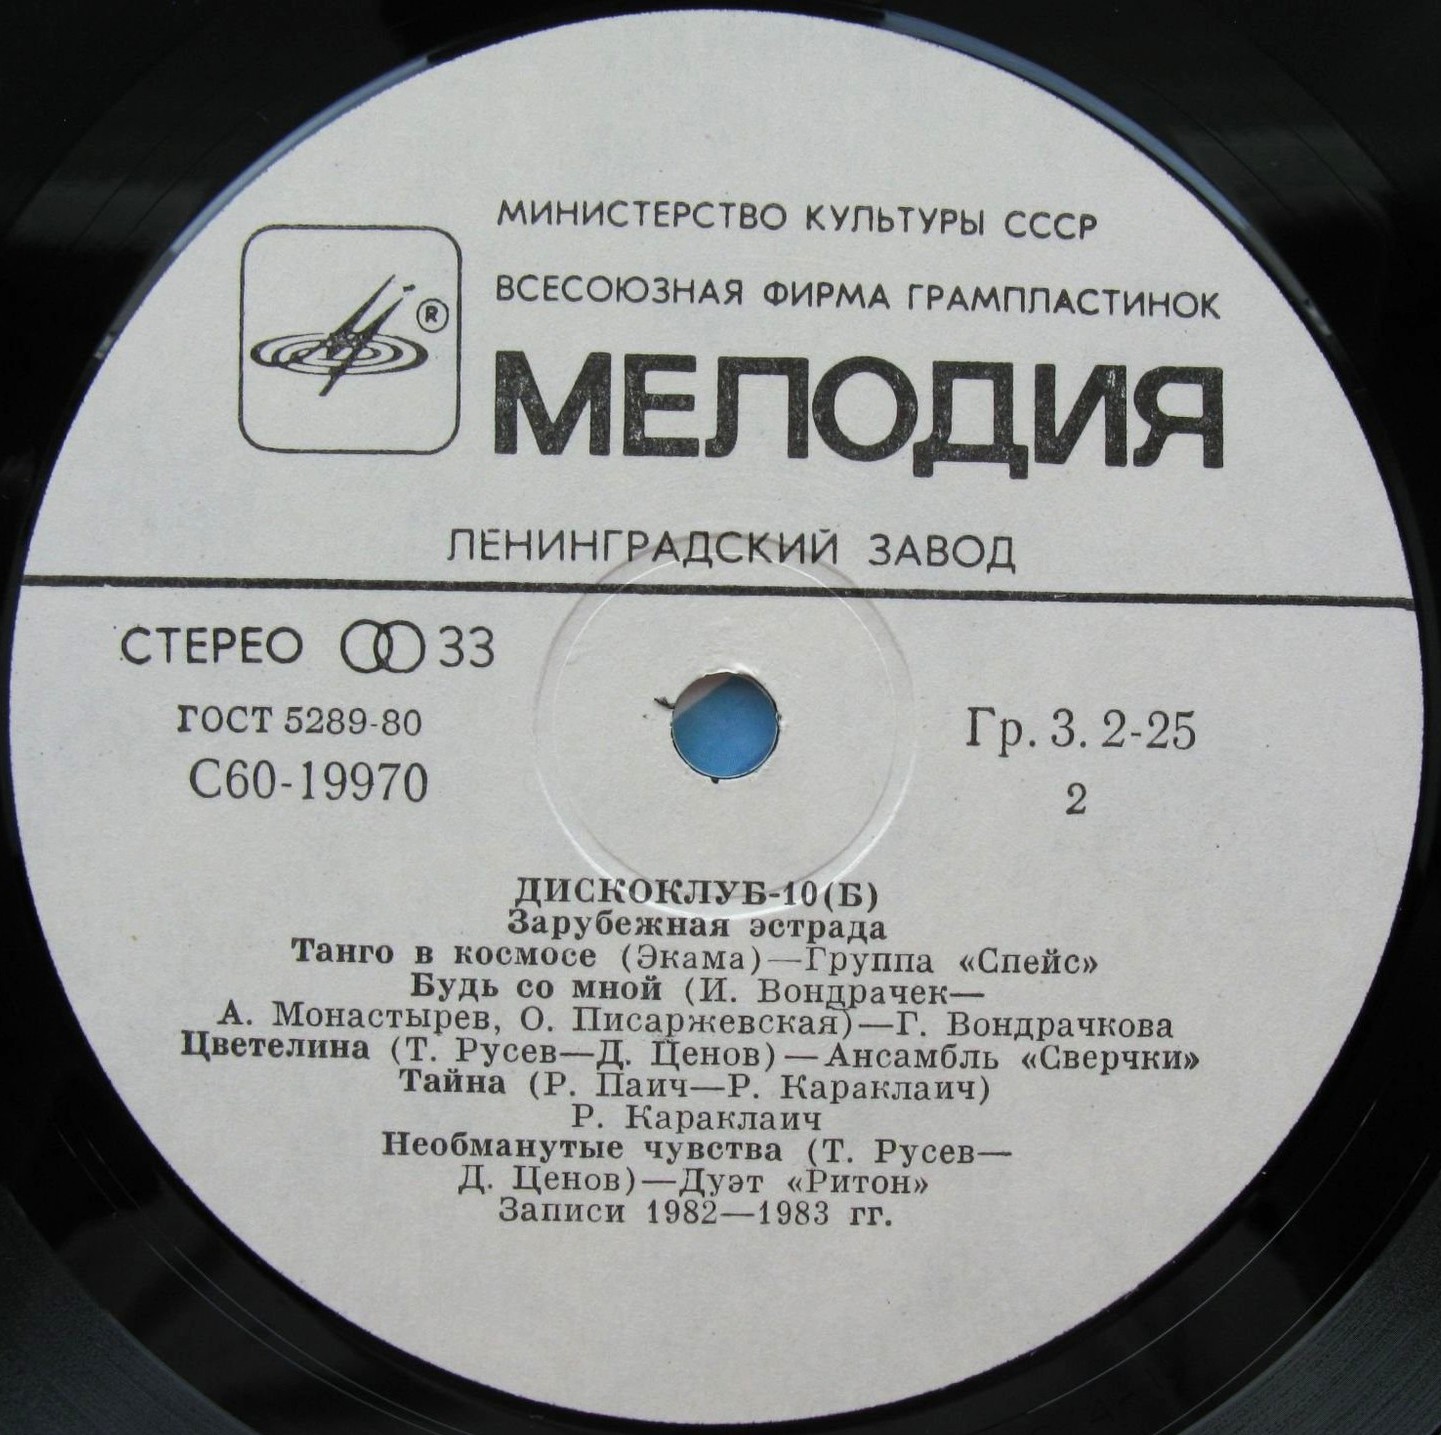 МИНИСТЕРСТВО КУЛЬТУРЫ СССР
ВСЕСОЮЗНАЯ ФИРМА ГРАМПЛАСТИНОК
®
МЕЛОДИЯ
ЛЕНИНГРАДСКИЙ ЗАВОД
СТЕРЕО 33
ГОСТ 5289-80
С60-19970
Гр. 3. 2-25
2
ДИСКОКЛУБ-10(Б)
Зарубежная эстрада
Танго в космосе (Экама)—Группа «Спейс»
Будь со мной (И. Вондрачек—
А. Монастырев, О. Писаржевская)—Г. Вондрачкова
Цветелина (Т. Русев—Д. Ценов)—Ансамбль «Сверчки»
Тайна (Р. Паич—Р. Караклаич)
Р. Караклаич
Необманутые чувства (Т. Русев—
Д. Ценов)—Дуэт «Ритон»
Записи 1982—1983 гг.